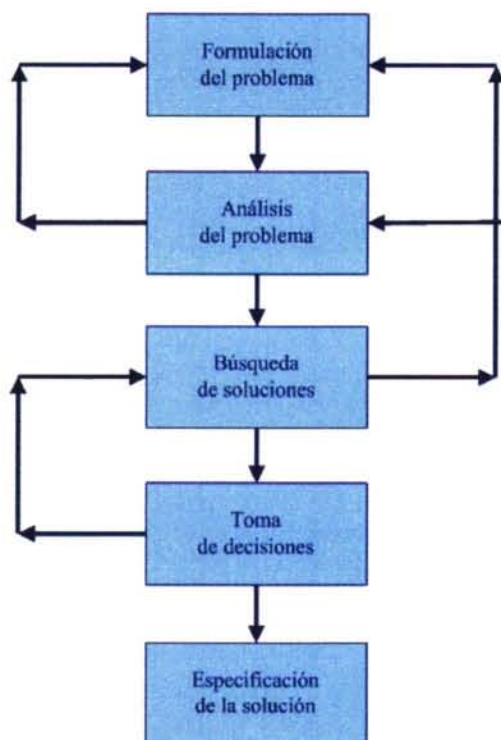 Formulación
del problema
Análisis
del problema
Búsqueda
de soluciones
Toma
de decisiones
Especificación
de la solución